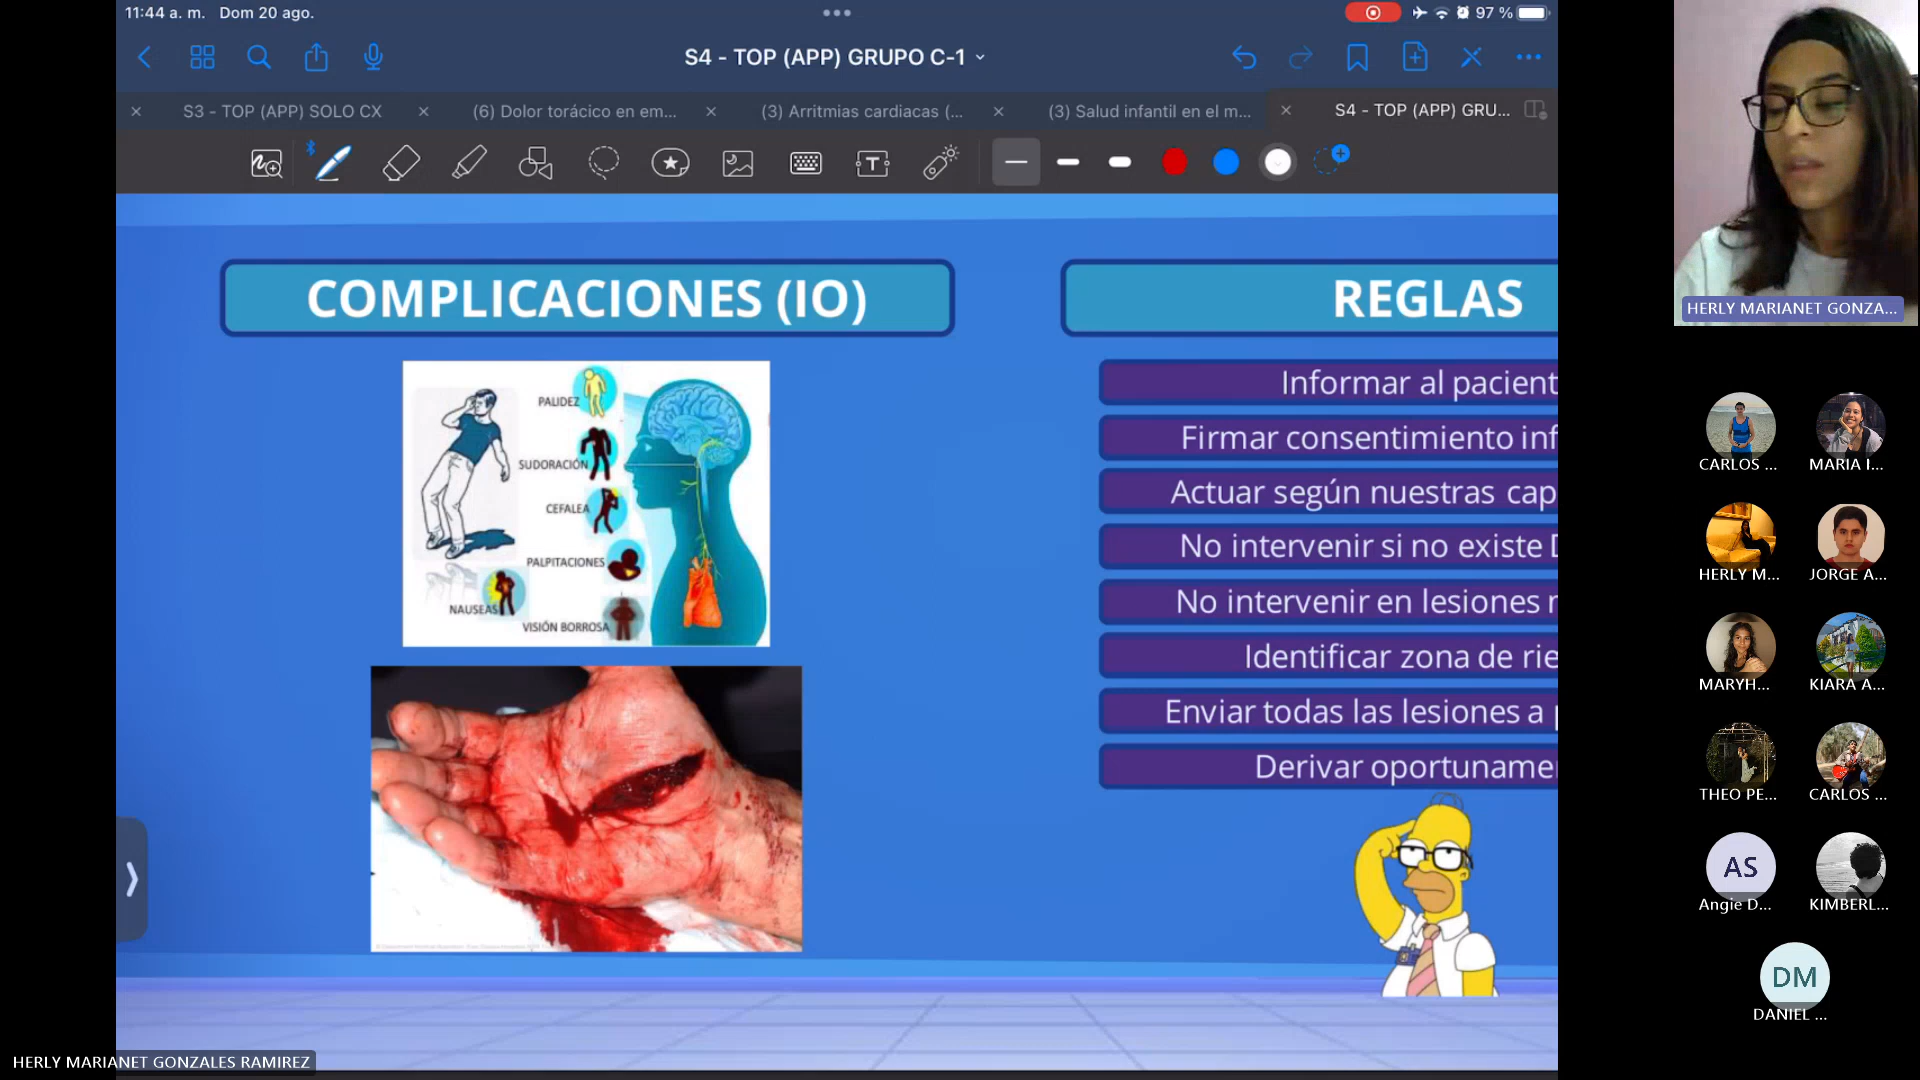 11:44 a. m. Dom 20 ago.
97 %
S4 - TOP (APP) GRUPO C-1
S3 - TOP (APP) SOLO CX
(6) Dolor torácico en em...
(3) Arritmias cardiacas (...
(3) Salud infantil en el m...
S4 - TOP (APP) GRU...
COMPLICACIONES (IO)
PALIDEZ
SUDORACIÓN
CEFALEA
PALPITACIONES
NAUSEAS
VISIÓN BORROSA
REGLAS
Informar al pacient
Firmar consentimiento inf
Actuar según nuestras cap
No intervenir si no existe D
No intervenir en lesiones
Identificar zona de rie
Enviar todas las lesiones a p
Derivar oportuname
HERLY MARIANET GONZA...
CARLOS ...
MARIA I...
HERLY M...
JORGE A...
MARYH...
KIARA A...
THEO PE...
CARLOS ...
AS
Angie D...
KIMBERL...
DM
DANIEL ...
HERLY MARIANET GONZALES RAMIREZ